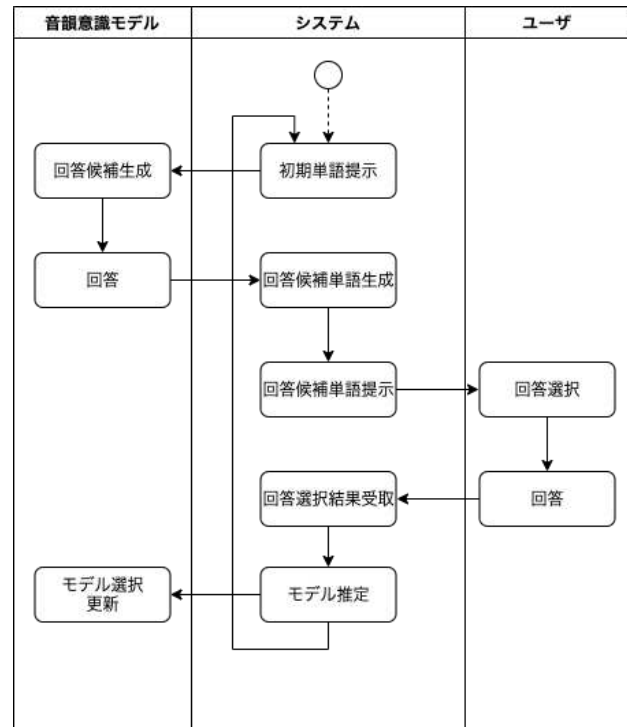 音韻意識モデル
システム
ユーザ
初期単語提示
回答候補生成
回答
回答候補単語生成
回答候補単語提示
回答選択
回答
回答選択結果受取
モデル推定
モデル選択
更新